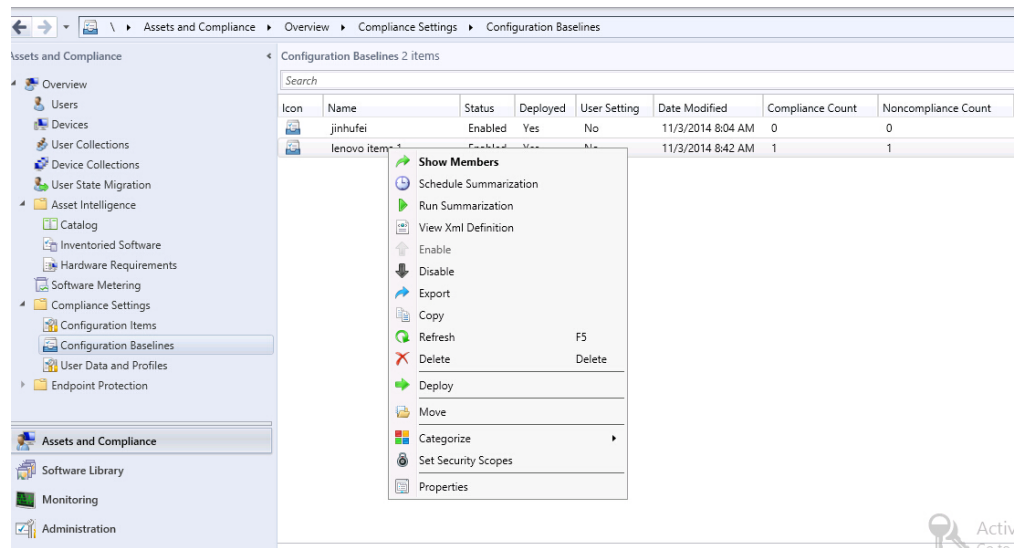 \ Assets and Compliance Overview Compliance Settings Configuration Baselines
Assets and Compliance
Overview
Users
Devices
User Collections
Device Collections
User State Migration
Asset Intelligence
Catalog
Inventoried Software
Hardware Requirements
Software Metering
Compliance Settings
Configuration Items
Configuration Baselines
User Data and Profiles
Endpoint Protection
Assets and Compliance
Software Library
Monitoring
Administration
Configuration Baselines 2 items
Search
Icon Name Status Deployed User Setting Date Modified Compliance Count Noncompliance Count
jinhufei Enabled Yes No 11/3/2014 8:04 AM 0 0
lenovo items 1 Enabled Yes No 11/3/2014 8:42 AM 1 1
Show Members
Schedule Summarization
Run Summarization
View Xml Definition
Enable
Disable
Export
Copy
Refresh F5
Delete Delete
Deploy
Move
Categorize
Set Security Scopes
Properties
Activ